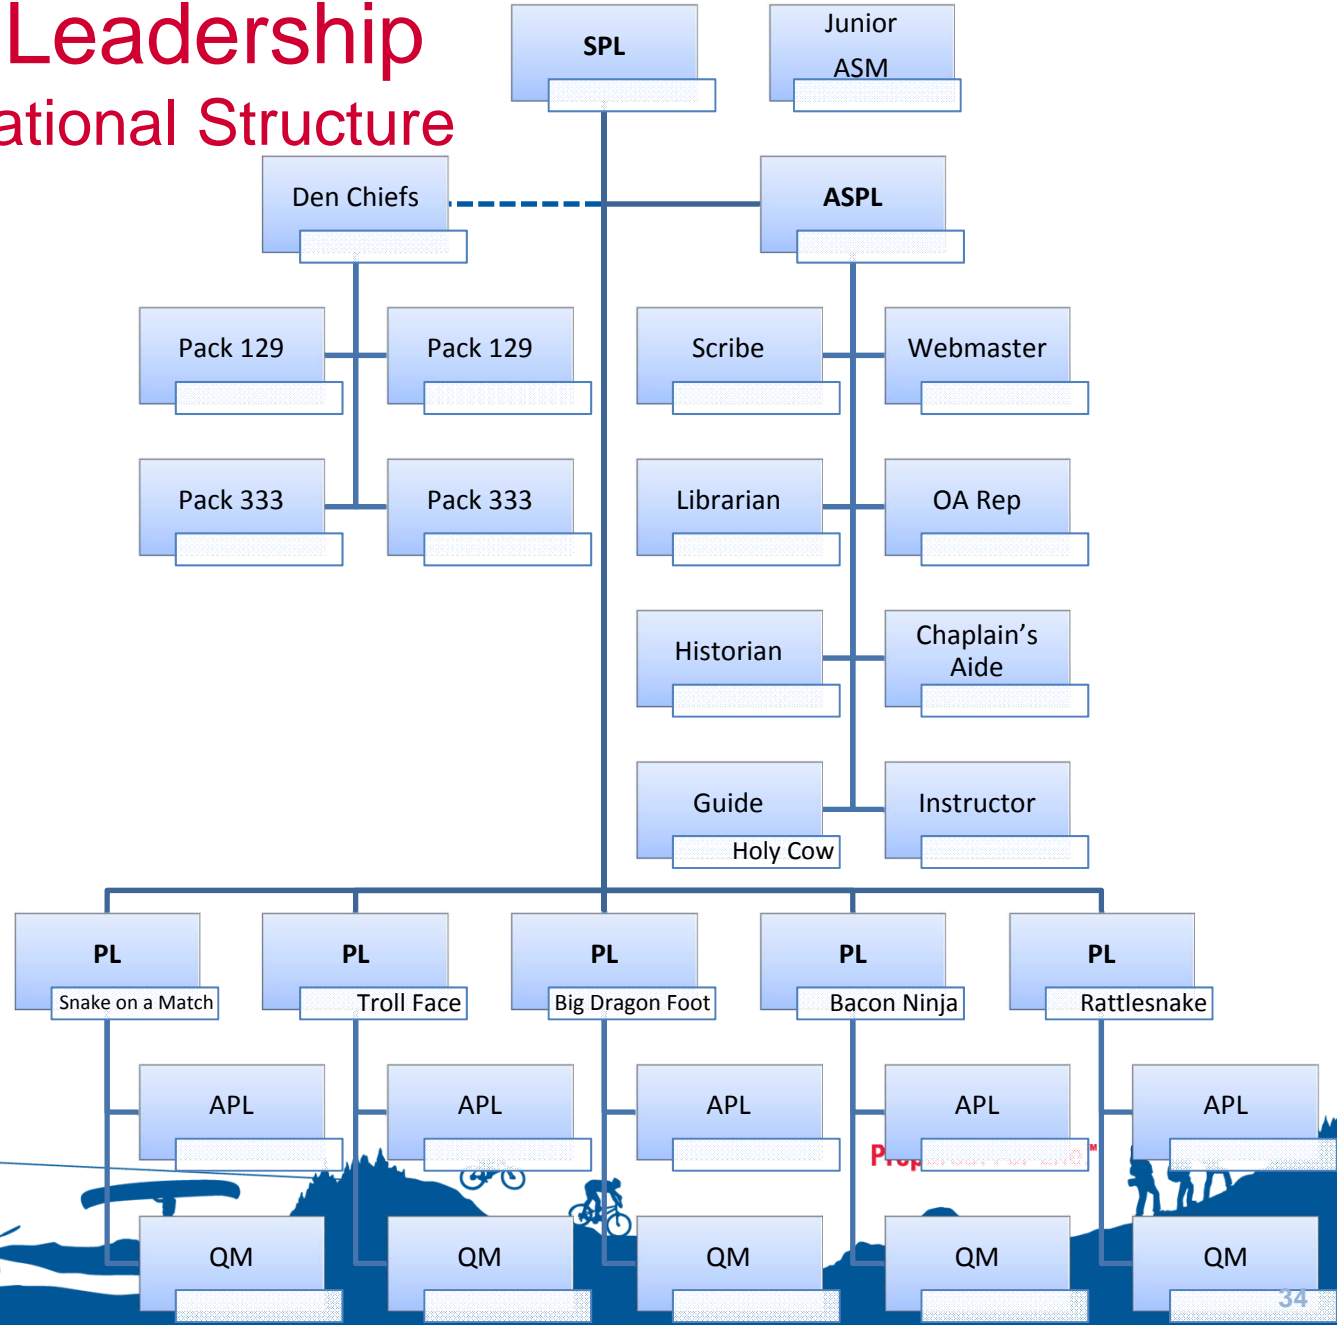 Leadership
ational Structure
SPL
Junior
ASM
Den Chiefs
ASPL
Pack 129
Pack 129
Scribe
Webmaster
Pack 333
Pack 333
Librarian
OA Rep
Historian
Chaplain’s
Aide
Guide
Holy Cow
Instructor
PL
Snake on a Match
PL
Troll Face
PL
Big Dragon Foot
PL
Bacon Ninja
PL
Rattlesnake
APL
APL
APL
APL
APL
QM
QM
QM
QM
QM
34